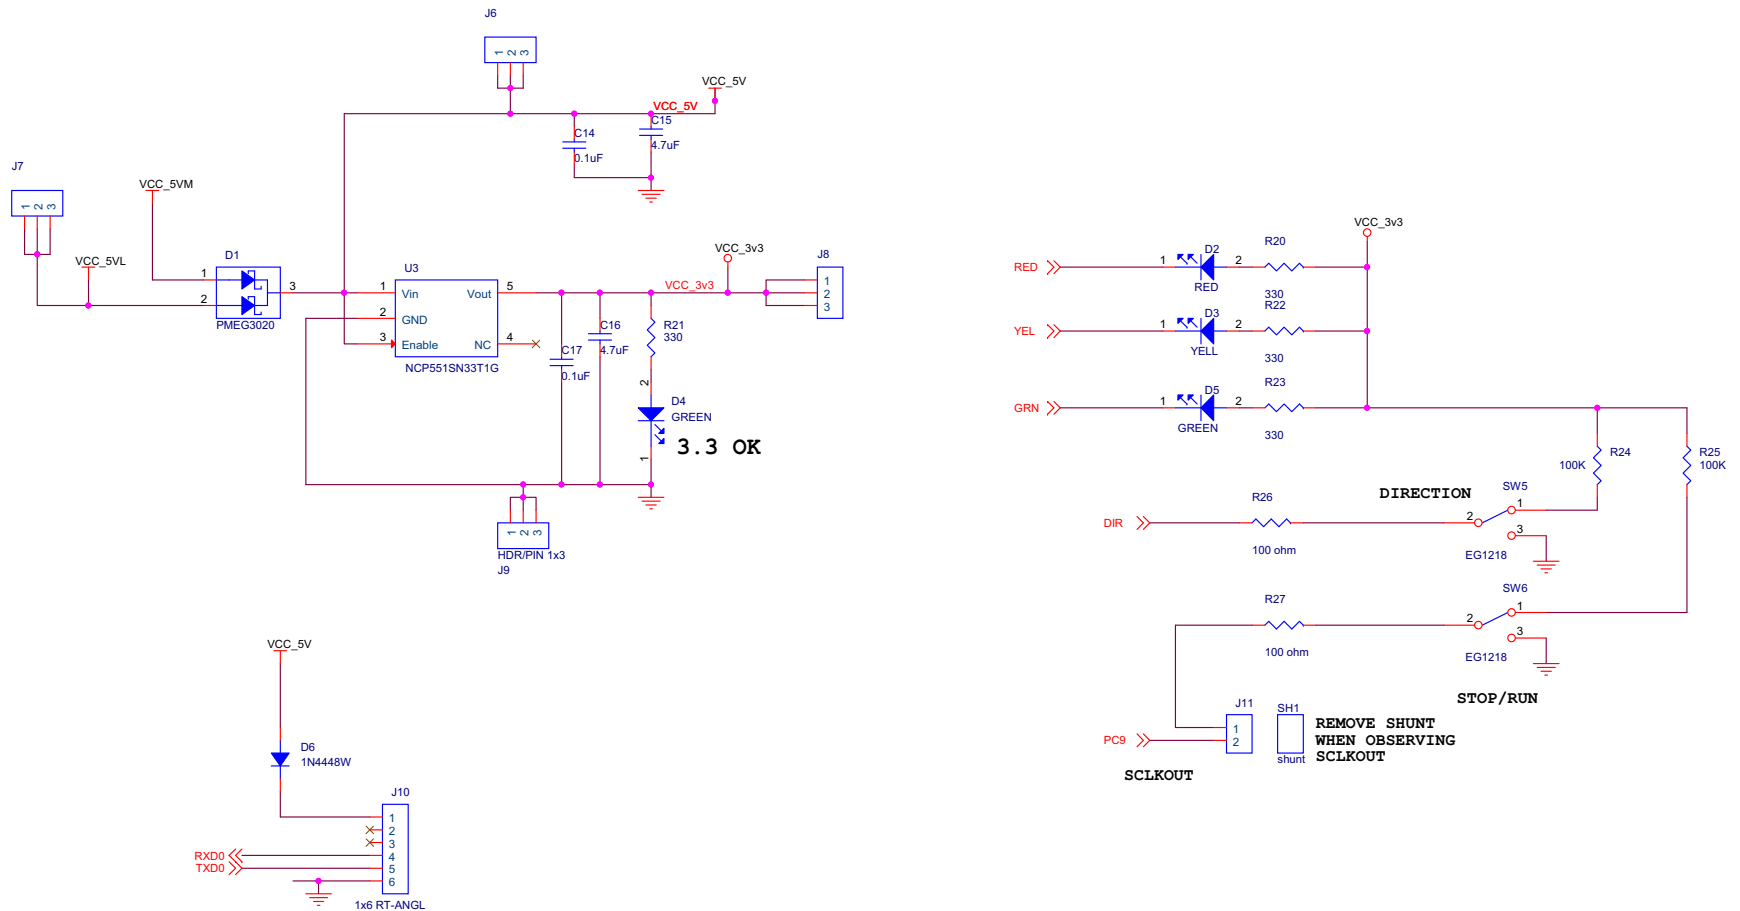 J6
1 2 3
VCC_5V
VCC_5V
C14
0.1uF
C15
4.7uF
J7
1 2 3
VCC_5VM
VCC_5VL
D1
1
2
3
PMEG3020
U3
1 Vin
2 GND
3 Enable
Vout 5
NC 4
NCP551SN33T1G
VCC_3v3
VCC_3v3
J8
1
2
3
C16
4.7uF
C17
0.1uF
R21
330
2
D4
GREEN
1
3.3 OK
1 2 3
HDR/PIN 1x3
J9
VCC_5V
D6
1N4448W
J10
1
2
3
4
5
6
RXD0
TXD0
1x6 RT-ANGL
VCC_3v3
RED
1 D2 2
RED
R20
330
YEL
1 D3 2
YELL
R22
330
GRN
1 D5 2
GREEN
R23
330
R24
100K
R25
100K
DIRECTION
DIR
R26
100 ohm
SW5
2 1
3
EG1218
R27
100 ohm
SW6
2 1
3
EG1218
STOP/RUN
J11
1
2
PC9
SCLKOUT
SH1
shunt
REMOVE SHUNT
WHEN OBSERVING
SCLKOUT